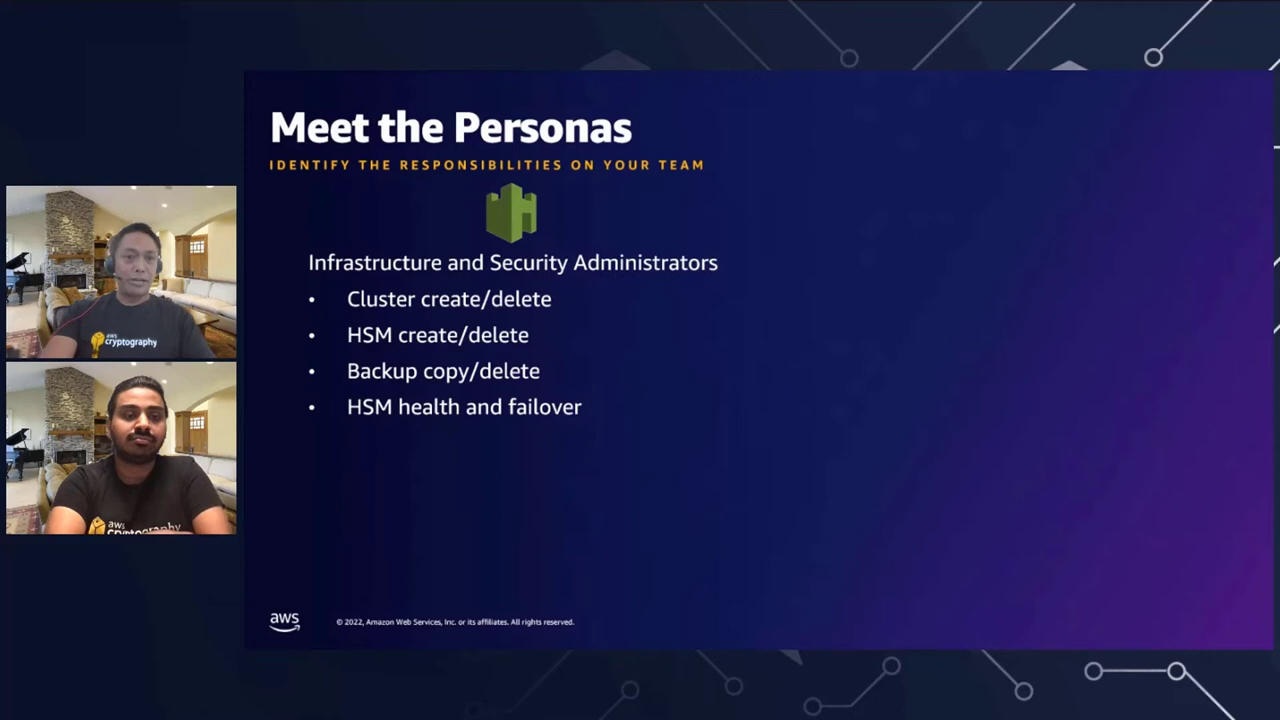 Meet the Personas
IDENTIFY THE RESPONSIBILITIES ON YOUR TEAM
Infrastructure and Security Administrators
• Cluster create/delete
• HSM create/delete
• Backup copy/delete
• HSM health and failover
aws
© 2022, Amazon Web Services, Inc. or its affiliates. All rights reserved.
aws
cryptography
aws
cryptography